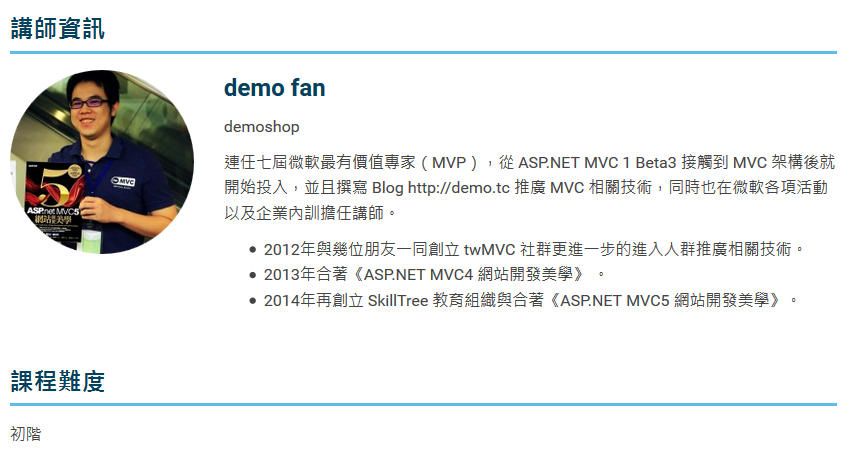 講師資訊
demo fan
demoshop
連任七屆微軟最有價值專家（MVP），從 ASP.NET MVC 1 Beta3 接觸到 MVC 架構後就
開始投入，並且撰寫 Blog http://demo.tc 推廣 MVC 相關技術，同時也在微軟各項活動
以及企業內訓擔任講師。
2012年與幾位朋友一同創立 twMVC 社群更進一步的進入人群推廣相關技術。
2013年合著《ASP.NET MVC4 網站開發美學》 。
2014年再創立 SkillTree 教育組織與合著《ASP.NET MVC5 網站開發美學》。
MVC
5
ASP.net MVC5
網站開發美學
課程難度
初階